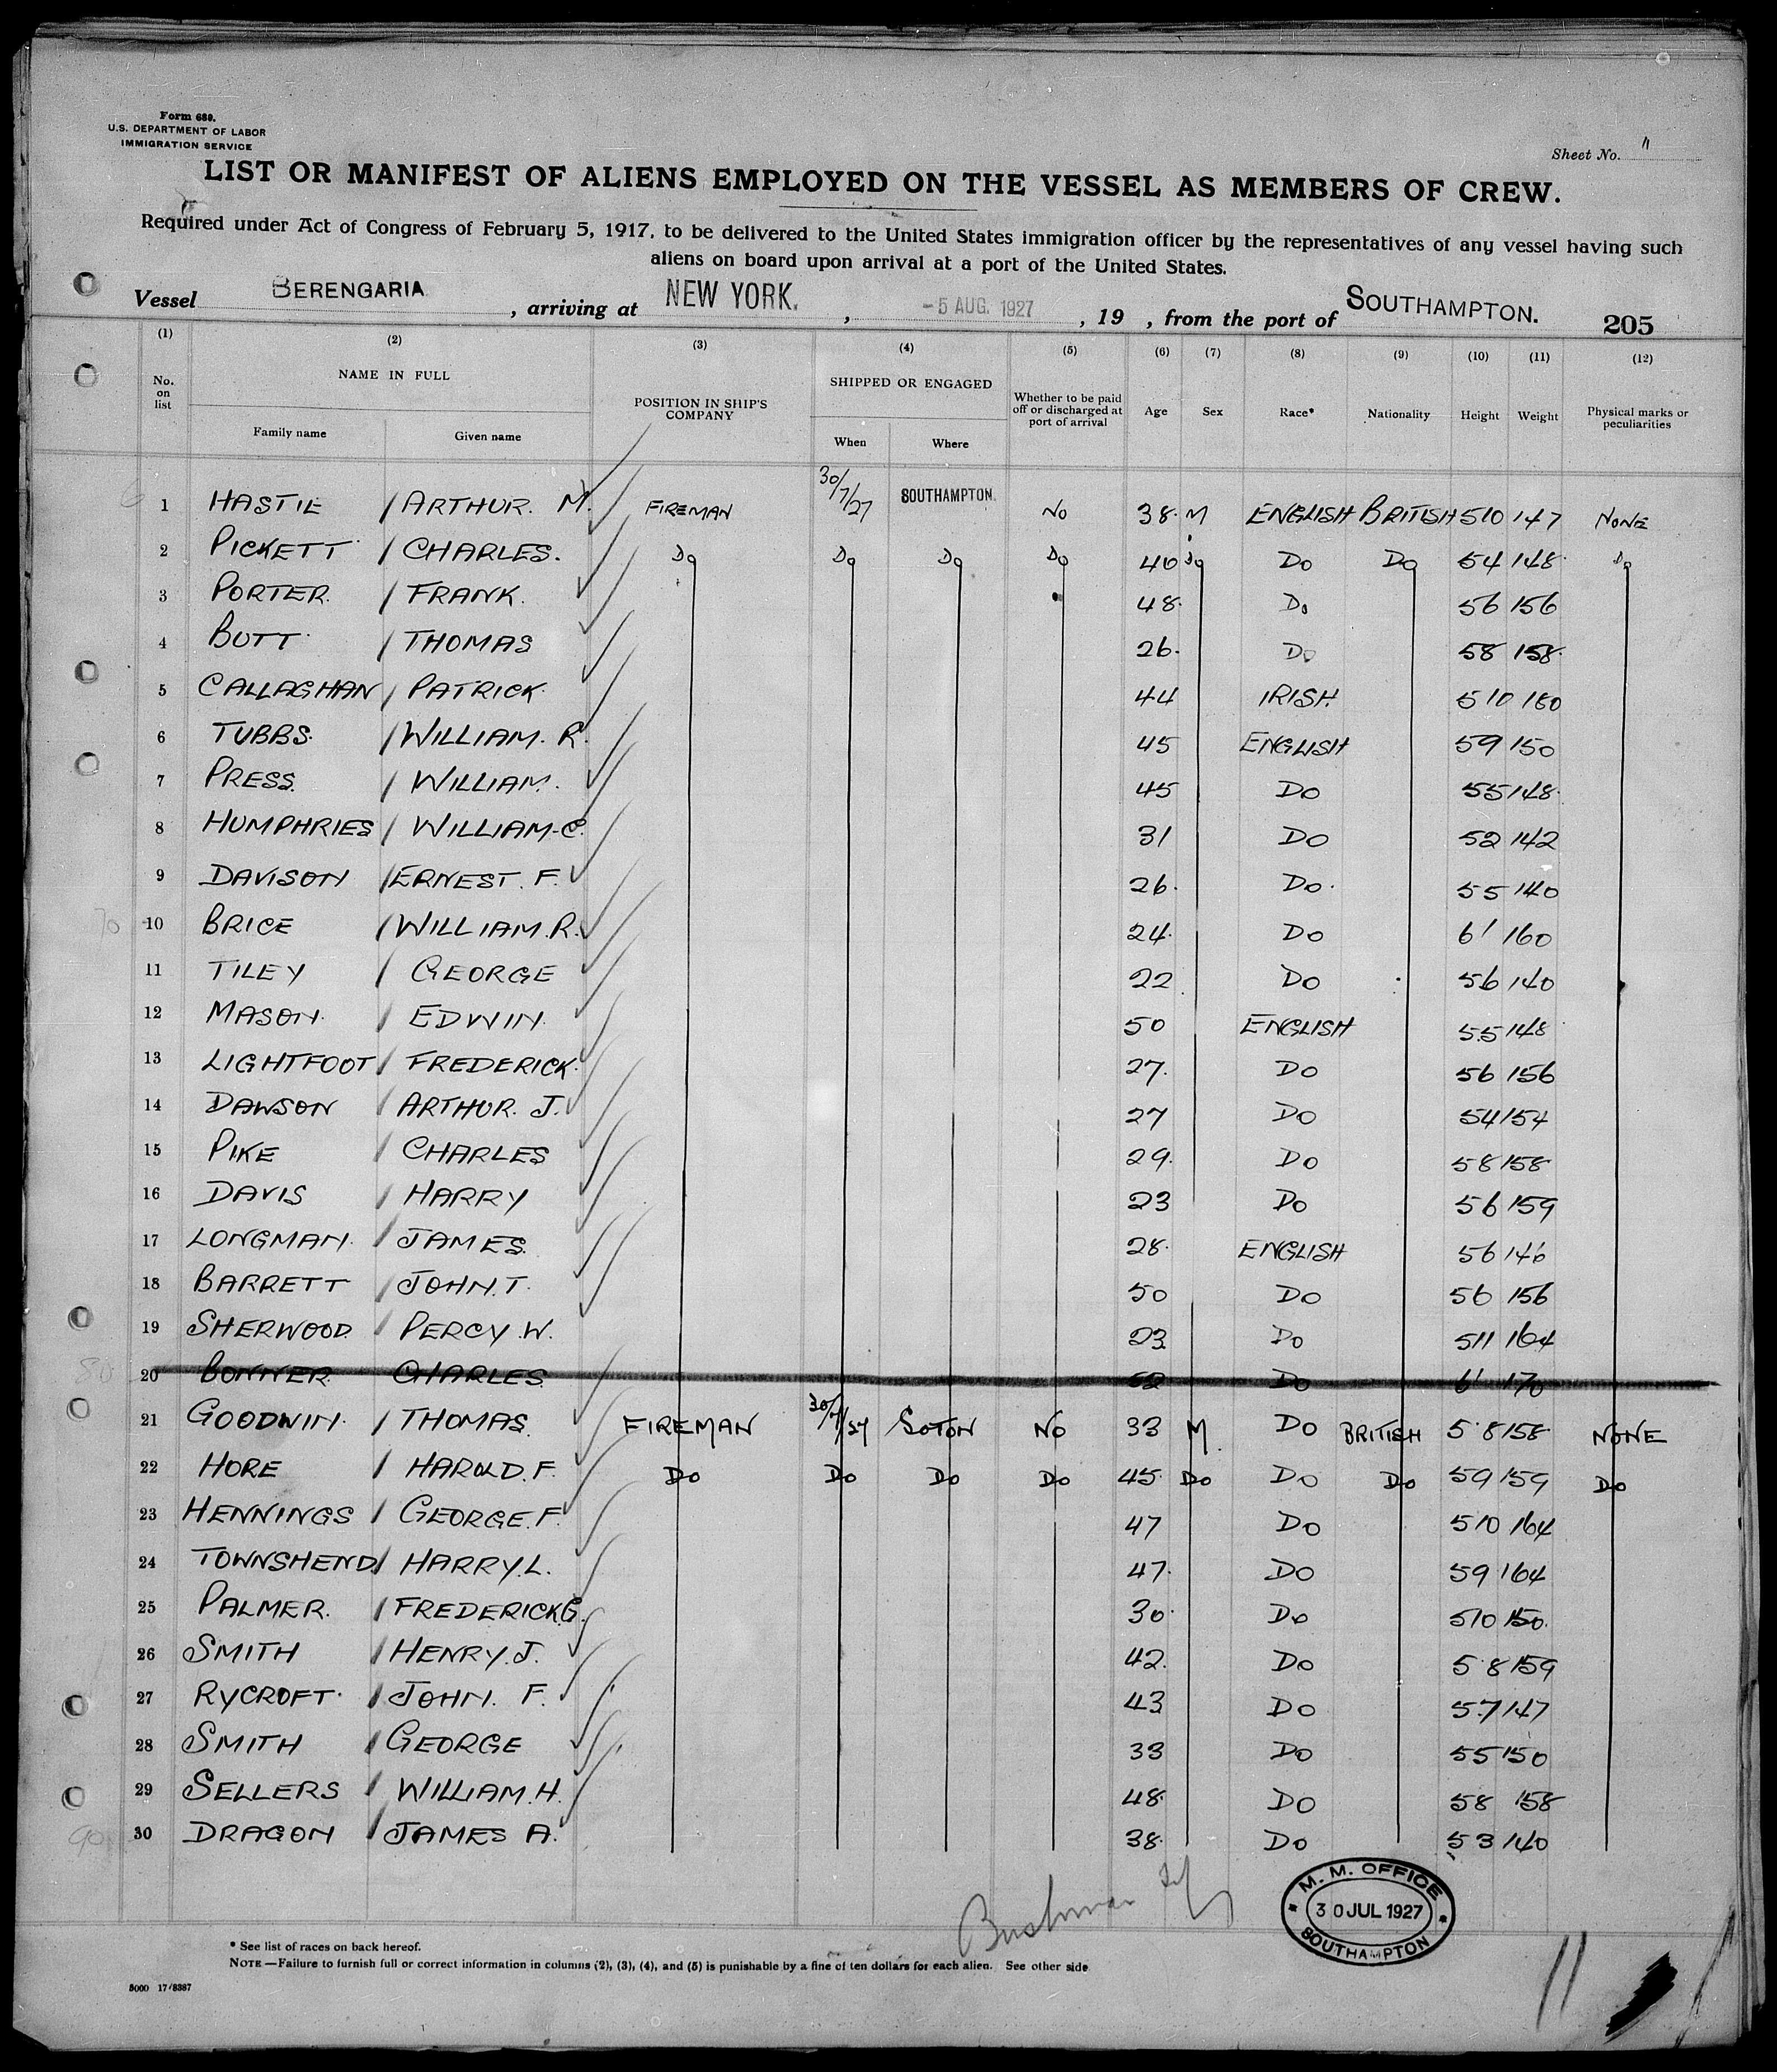 Form 689.
U.S. DEPARTMENT OF LABOR
IMMIGRATION SERVICE
Sheet No. 11
LIST OR MANIFEST OF ALIENS EMPLOYED ON THE VESSEL AS MEMBERS OF CREW.
Required under Act of Congress of February 5, 1917, to be delivered to the United States immigration officer by the representatives of any vessel having such
aliens on board upon arrival at a port of the United States.
Vessel BERENGARIA, arriving at NEW YORK. , -5 AUG. 1927 , 19 , from the port of SOUTHAMPTON. 205
(1) (2) (3) (4) (5) (6) (7) (8) (9) (10) (11) (12)
No. on list NAME IN FULL POSITION IN SHIP'S COMPANY SHIPPED OR ENGAGED Whether to be paid off or discharged at port of arrival Age Sex Race* Nationality Height Weight Physical marks or peculiarities
Family name Given name When Where
1 HASTIE / ARTHUR. M. FIREMAN 30/7/27 SOUTHAMPTON. No 38. M ENGLISH BRITISH 510 147 NONE
2 PICKETT / CHARLES. Do Do Do Do 40 Do Do Do 54 148 Do
3 PORTER. / FRANK. 48. Do 56 156
4 BUTT / THOMAS 26. Do 58 158
5 CALLAGHAN / PATRICK 44 IRISH. 510 160
6 TUBBS. / WILLIAM. R. 45 ENGLISH 59 150
7 PRESS. / WILLIAM. 45 DO 55 148
8 HUMPHRIES / WILLIAM-C. 31 DO 52 142
9 DAVISON / ERNEST. F. 26. Do. 55 140
10 BRICE / WILLIAM.R. 24. DO 6' 160
11 TILEY / GEORGE 22 DO 56 140
12 MASON. / EDWIN. 50 ENGLISH 5.5 148
13 LIGHTFOOT / FREDERICK. 27. DO 56 156
14 DAWSON / ARTHUR. J. 27 DO 54 154
15 PIKE / CHARLES 29. DO 58 158
16 DAVIS / HARRY 23 DO 56 159
17 LONGMAN. / JAMES. 28. ENGLISH 56 146
18 BARRETT / JOHN.T. 50 DO 56 156
19 SHERWOOD. / PERCY.W. 23 Do 511 164
20 BONNER. CHARLES. 52 DO 6' 170
21 GOODWIN. / THOMAS. FIREMAN 30/7/27 SOTON NO 33 M. DO BRITISH 5.8 158 NONE
22 HORE / HAROLD.F. DO DO DO DO 45. DO DO DO 59 159 DO
23 HENNINGS / GEORGE.F. 47 DO 510 164
24 TOWNSHEND / HARRY.L. 47. DO 59 164
25 PALMER. / FREDERICK.G. 30. Do 510 150.
26 SMITH / HENRY.J. 42. DO 5 8 159
27 RYCROFT. / JOHN. F. 43 DO 5.7 147
28 SMITH / GEORGE 33 Do 55 150
29 SELLERS / WILLIAM.H. 48. DO 58 158
30 DRAGON / JAMES A. 38. DO 53 140
M. M. OFFICE
30 JUL 1927
SOUTHAMPTON
* See list of races on back hereof.
NOTE.—Failure to furnish full or correct information in columns (2), (3), (4), and (5) is punishable by a fine of ten dollars for each alien. See other side
5000 17/8387
11